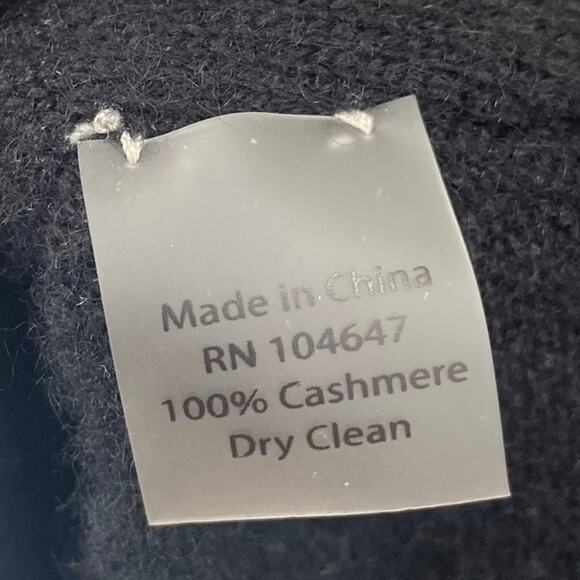 Made in China
RN 104647
100% Cashmere
Dry Clean